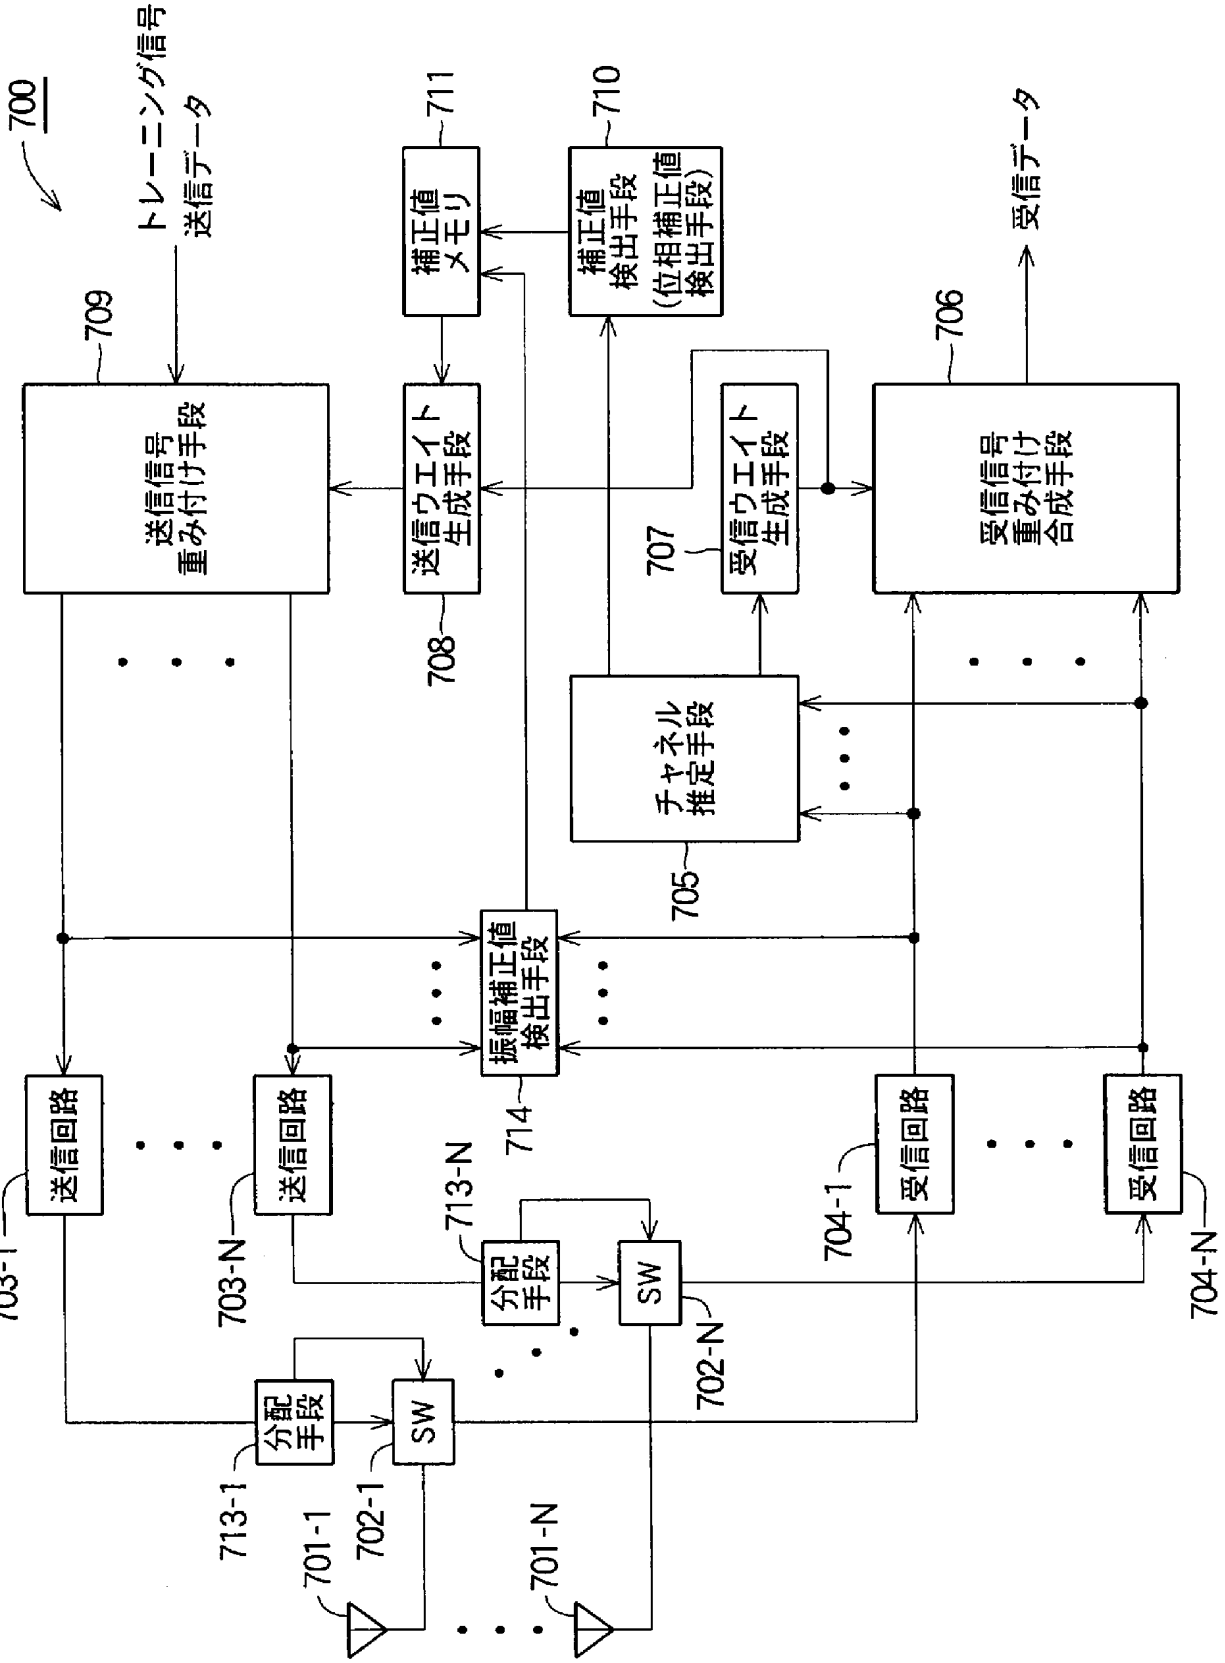 700
トレーニング信号
送信データ
709
送信信号
重み付け手段
711
補正値
メモリ
710
補正値
検出手段
(位相補正値
検出手段)
708
送信ウエイト
生成手段
707
受信ウエイト
生成手段
706
受信信号
重み付け
合成手段
受信データ
705
チャネル
推定手段
714
振幅補正値
検出手段
703-1
送信回路
703-N
送信回路
704-1
受信回路
704-N
受信回路
713-1
分配
手段
713-N
分配
手段
702-1
SW
702-N
SW
701-1
701-N